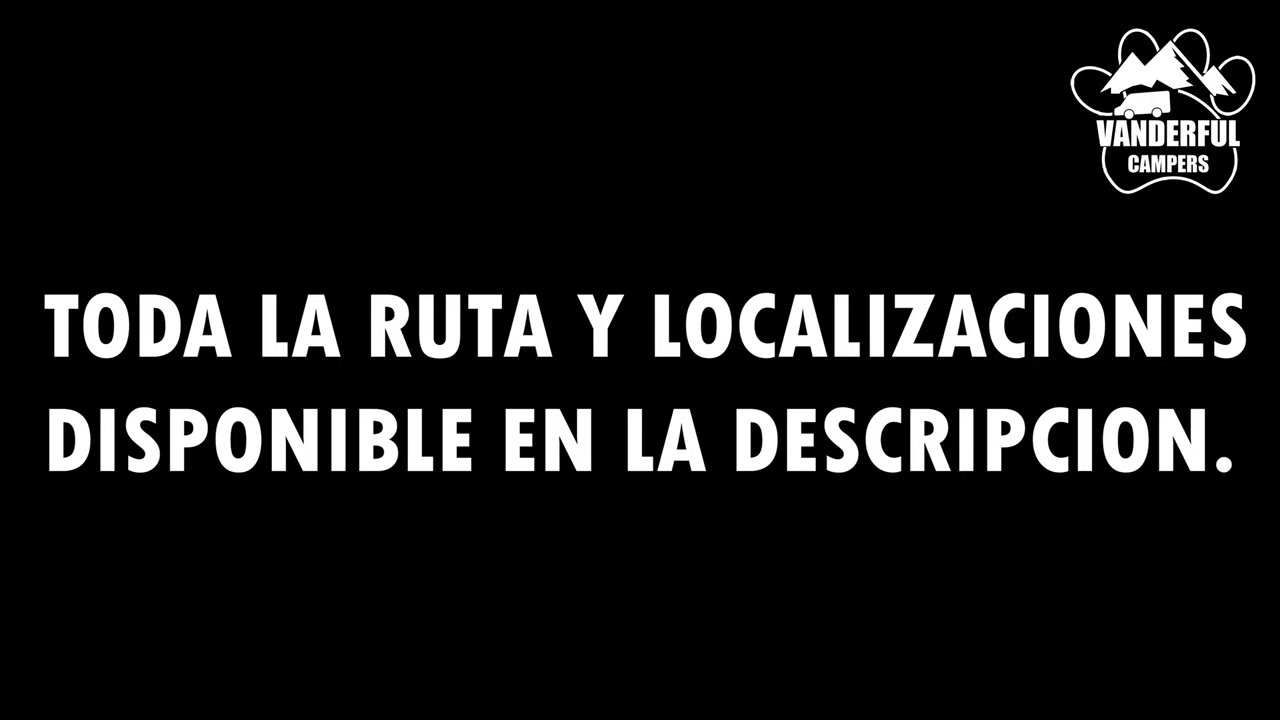 VANDERFUL
CAMPERS
TODA LA RUTA Y LOCALIZACIONES
DISPONIBLE EN LA DESCRIPCION.